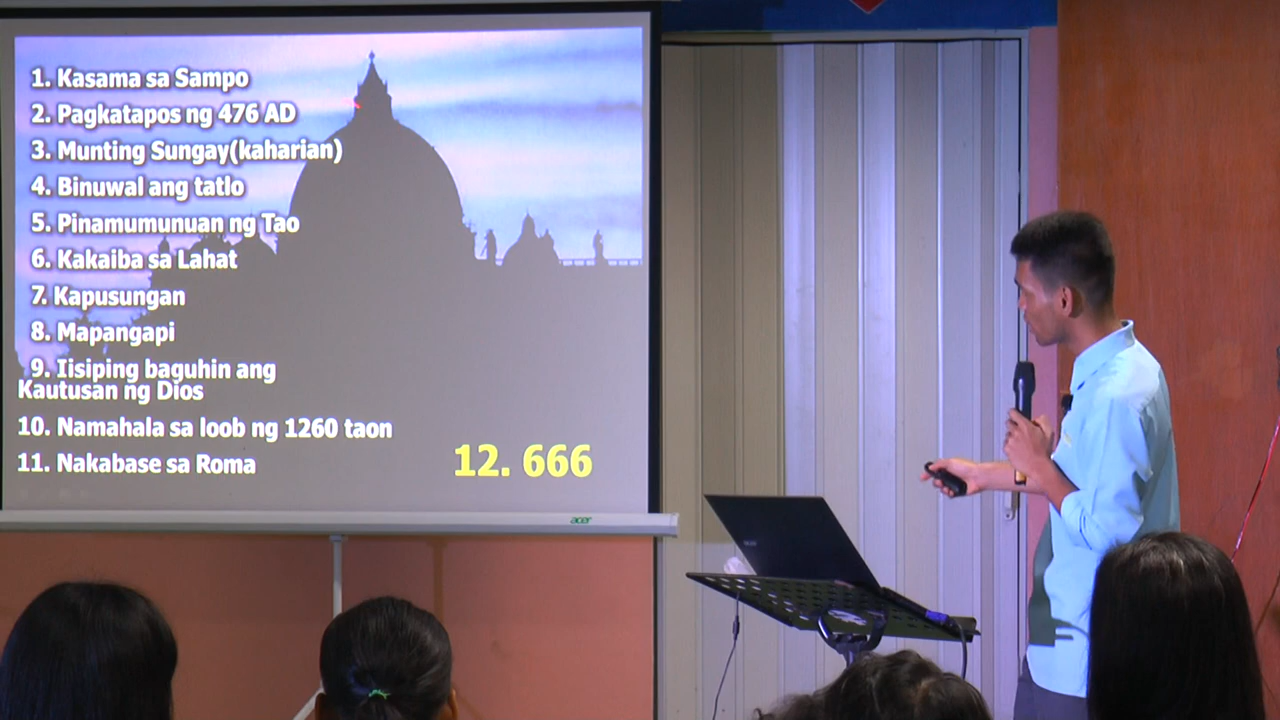 1. Kasama sa Sampo
2. Pagkatapos ng 476 AD
3. Munting Sungay(kaharian)
4. Binuwal ang tatlo
5. Pinamumunuan ng Tao
6. Kakaiba sa Lahat
7. Kapusungan
8. Mapangapi
9. Iisiping baguhin ang
Kautusan ng Dios
10. Namahala sa loob ng 1260 taon
11. Nakabase sa Roma
12. 666
acer